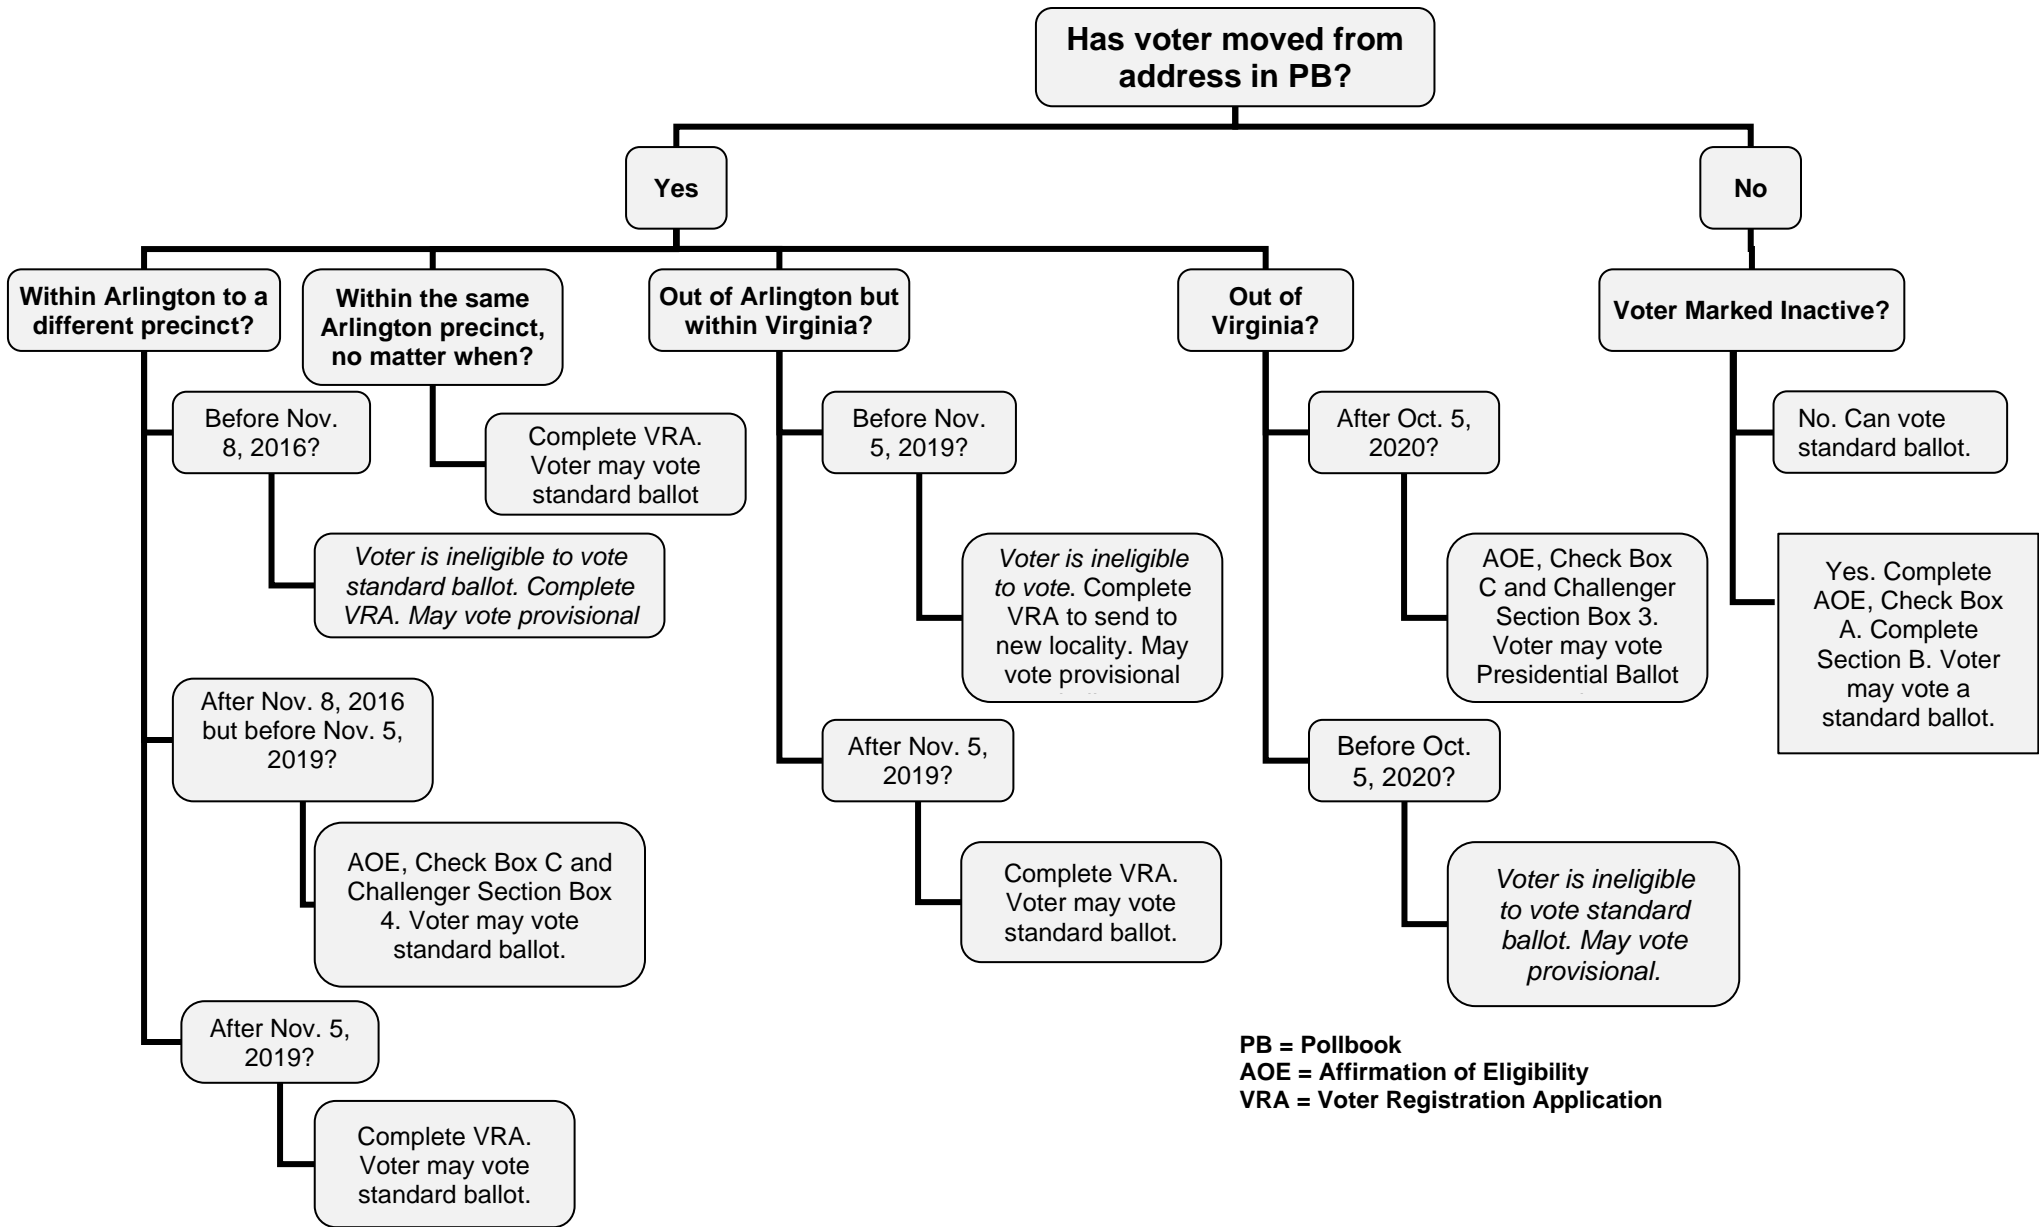 Has voter moved from
address in PB?
Yes
No
Within Arlington to a
different precinct?
Within the same
Arlington precinct,
no matter when?
Out of Arlington but
within Virginia?
Out of
Virginia?
Voter Marked Inactive?
Before Nov.
8, 2016?
Voter is ineligible to vote
standard ballot. Complete
VRA. May vote provisional
After Nov. 8, 2016
but before Nov. 5,
2019?
AOE, Check Box C and
Challenger Section Box
4. Voter may vote
standard ballot.
After Nov. 5,
2019?
Complete VRA.
Voter may vote
standard ballot.
Complete VRA.
Voter may vote
standard ballot
Before Nov.
5, 2019?
Voter is ineligible
to vote. Complete
VRA to send to
new locality. May
vote provisional
After Nov. 5,
2019?
Complete VRA.
Voter may vote
standard ballot.
After Oct. 5,
2020?
AOE, Check Box
C and Challenger
Section Box 3.
Voter may vote
Presidential Ballot
Before Oct.
5, 2020?
Voter is ineligible
to vote standard
ballot. May vote
provisional.
No. Can vote
standard ballot.
Yes. Complete
AOE, Check Box
A. Complete
Section B. Voter
may vote a
standard ballot.
PB = Pollbook
AOE = Affirmation of Eligibility
VRA = Voter Registration Application